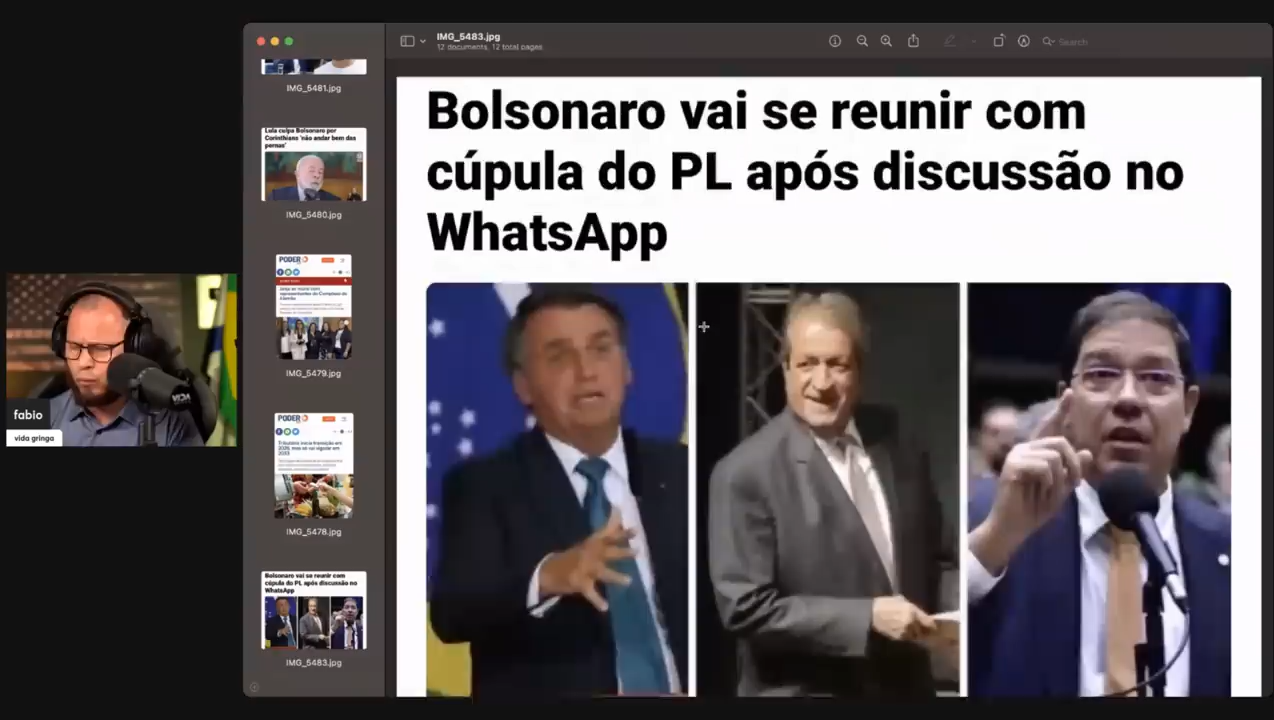 IMG_5483.jpg
12 documents, 12 total pages
Search
Bolsonaro vai se reunir com
cúpula do PL após discussão no
WhatsApp
IMG_5481.jpg
Lula culpa Bolsonaro por
Corinthians 'não andar bem das
pernas'
IMG_5480.jpg
PODER
IMG_5479.jpg
PODER
IMG_5478.jpg
Bolsonaro vai se reunir com
cúpula do PL após discussão no
WhatsApp
IMG_5483.jpg
VIDA
fabio
vida gringa